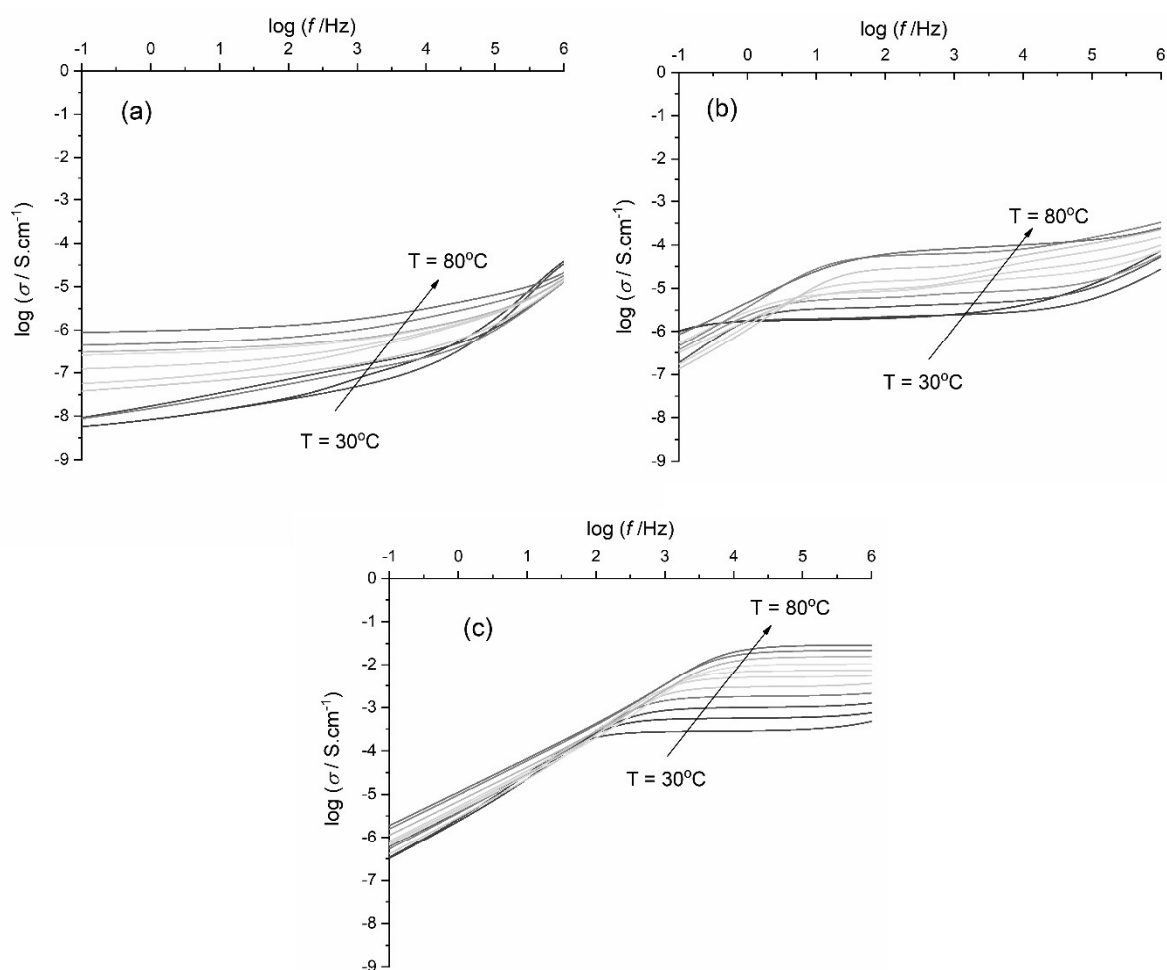 log (f /Hz)
-1 0 1 2 3 4 5 6
0
-1
-2
-3
-4
-5
-6
-7
-8
-9
log (σ / S.cm⁻¹)
(a)
T = 80°C
T = 30°C
log (f /Hz)
-1 0 1 2 3 4 5 6
0
-1
-2
-3
-4
-5
-6
-7
-8
-9
log (σ / S.cm⁻¹)
(b)
T = 80°C
T = 30°C
log (f /Hz)
-1 0 1 2 3 4 5 6
0
-1
-2
-3
-4
-5
-6
-7
-8
-9
log (σ / S.cm⁻¹)
(c)
T = 80°C
T = 30°C